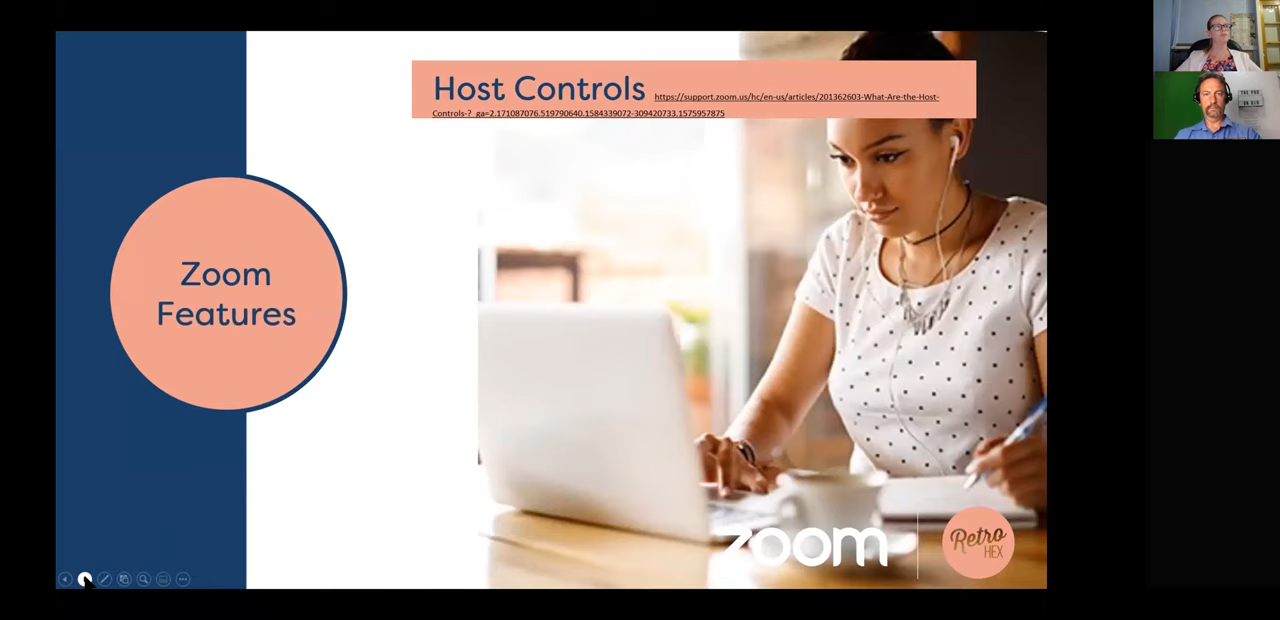 Host Controls https://support.zoom.us/hc/en-us/articles/201362603-What-Are-the-Host-
Controls-?_ga=2.171087076.519790640.1584339072-309420733.1575957875
Zoom
Features
zoom
Retro
HEX